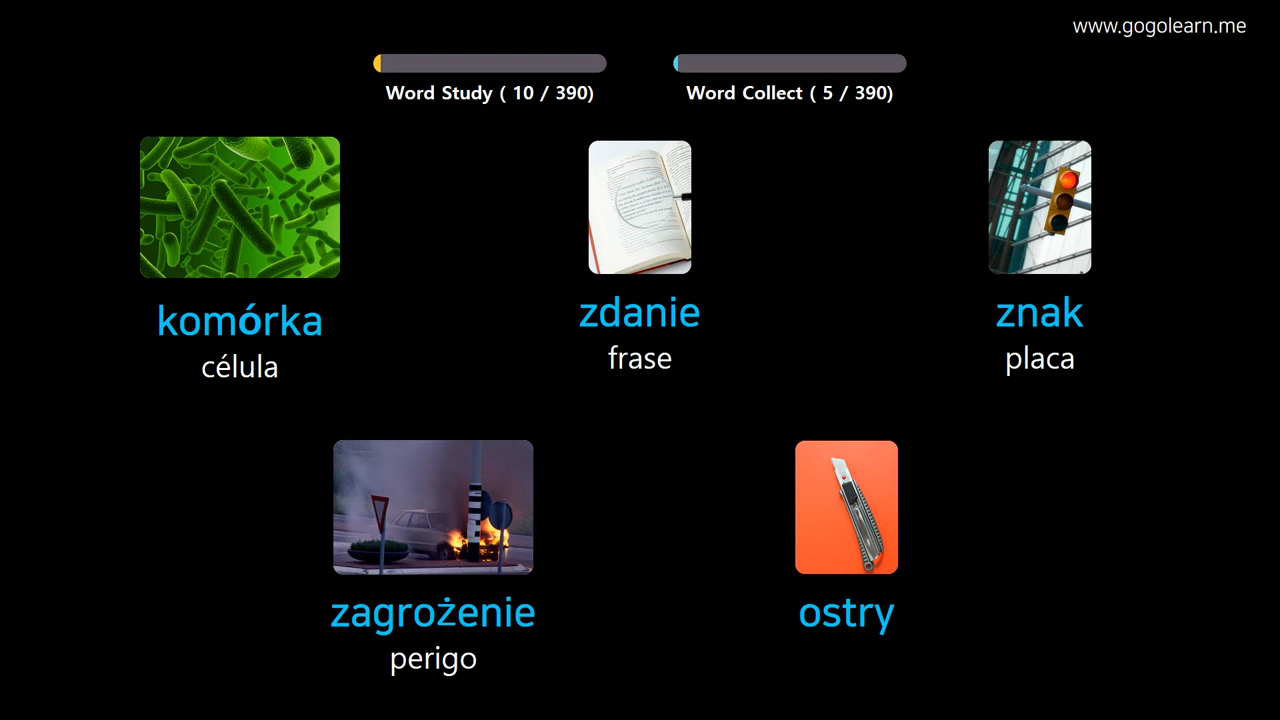 www.gogolearn.me
Word Study ( 10 / 390)
Word Collect ( 5 / 390)
komórka
célula
zdanie
frase
znak
placa
zagrożenie
perigo
ostry